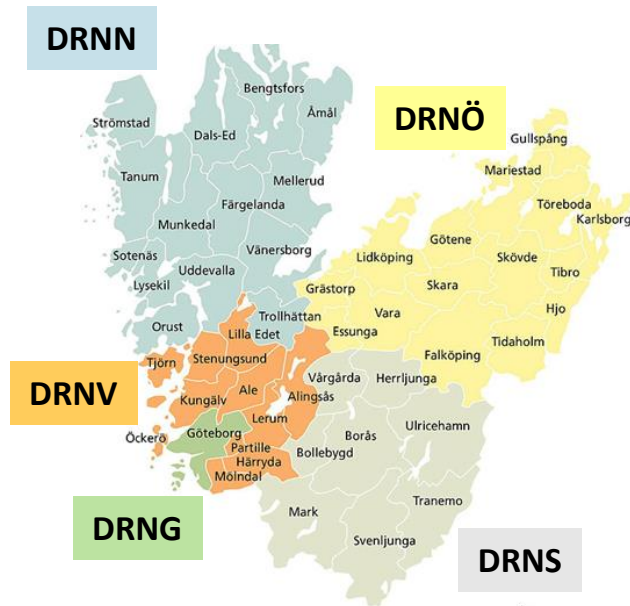 DRNN
Bengtsfors
Åmål
Strömstad
Dals-Ed
DRNÖ
Gullspång
Mariestad
Tanum
Mellerud
Töreboda
Färgelanda
Karlsborg
Munkedal
Götene
Vänersborg
Skövde
Sotenäs
Lidköping
Uddevalla
Tibro
Lysekil
Grästorp
Skara
Hjo
Trollhättan
Vara
Orust
Lilla Edet
Essunga
Tidaholm
Stenungsund
Falköping
Tjörn
Vårgårda
Herrljunga
DRNV
Ale
Alingsås
Kungälv
Lerum
Ulricehamn
Göteborg
Borås
Öckerö
Partille
Bollebygd
Härryda
Mölndal
Tranemo
Mark
DRNG
Svenljunga
DRNS